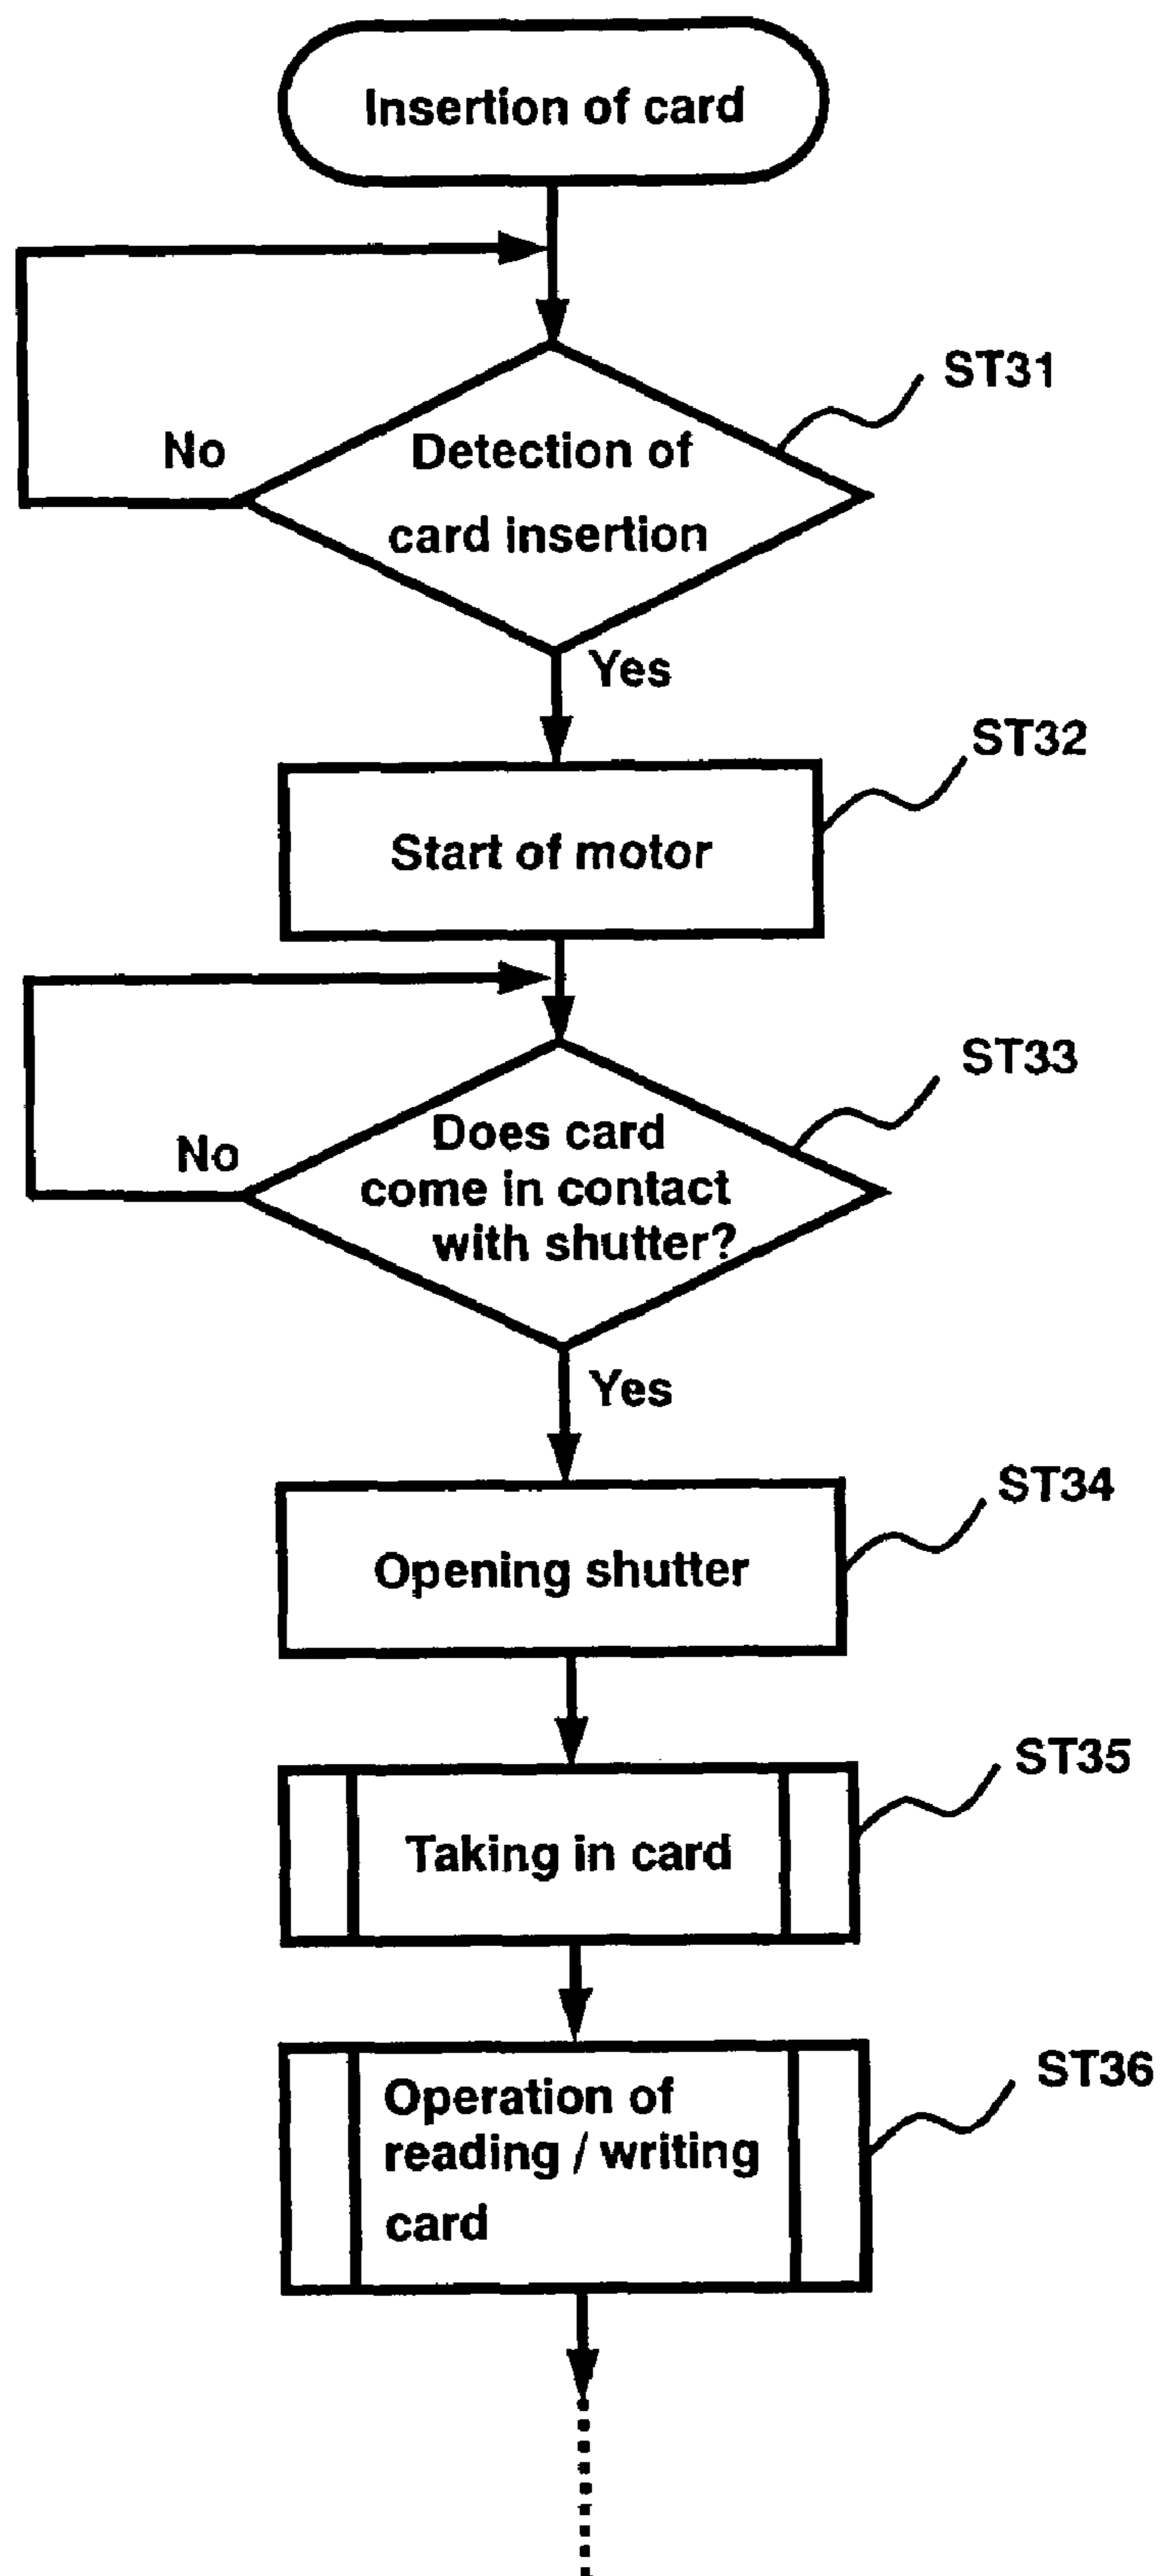 Insertion of card
ST31
No
Detection of
card insertion
Yes
ST32
Start of motor
ST33
No
Does card
come in contact
with shutter?
Yes
ST34
Opening shutter
ST35
Taking in card
ST36
Operation of
reading / writing
card